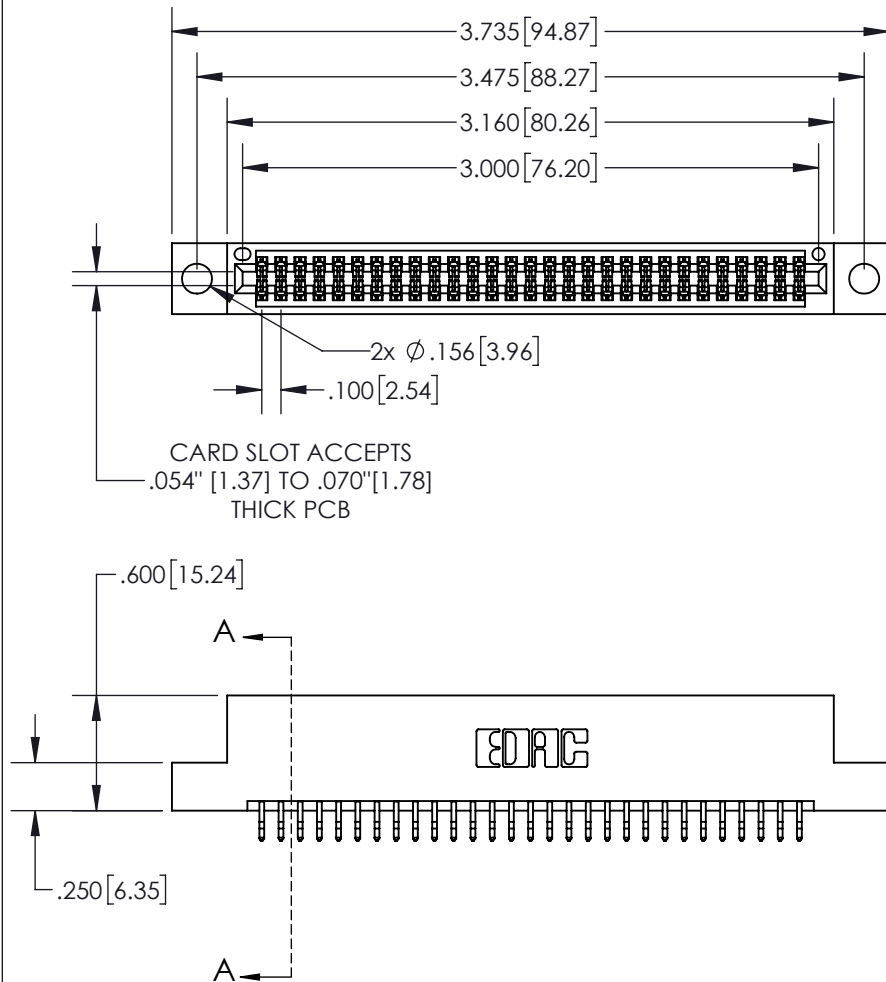 3.735[94.87]
3.475[88.27]
3.160[80.26]
3.000[76.20]
2x ∅.156[3.96]
.100[2.54]
CARD SLOT ACCEPTS
.054" [1.37] TO .070"[1.78]
THICK PCB
.600[15.24]
A
EDAC
.250[6.35]
A